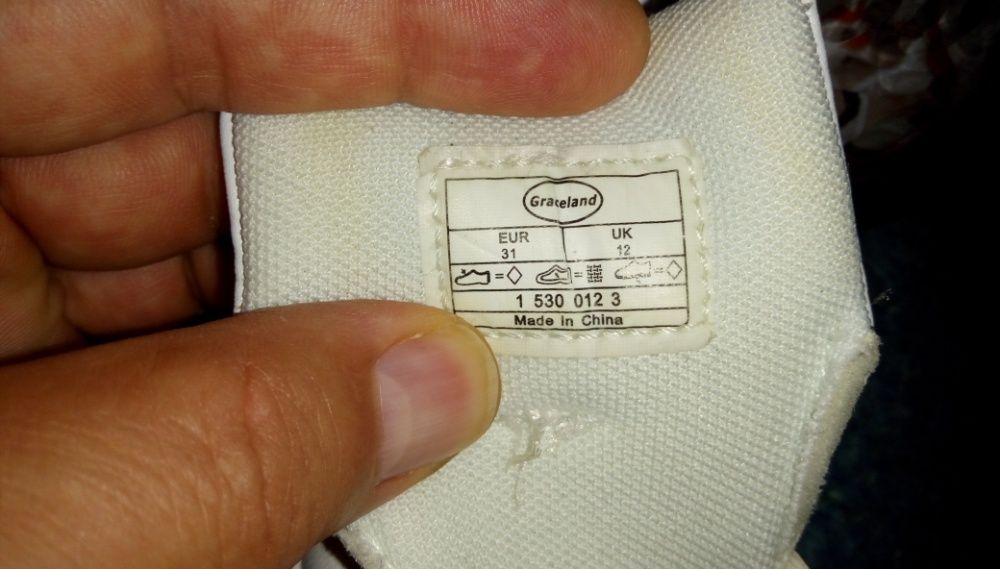 Graceland
EUR UK
31 12
= = =
1 530 012 3
Made in China